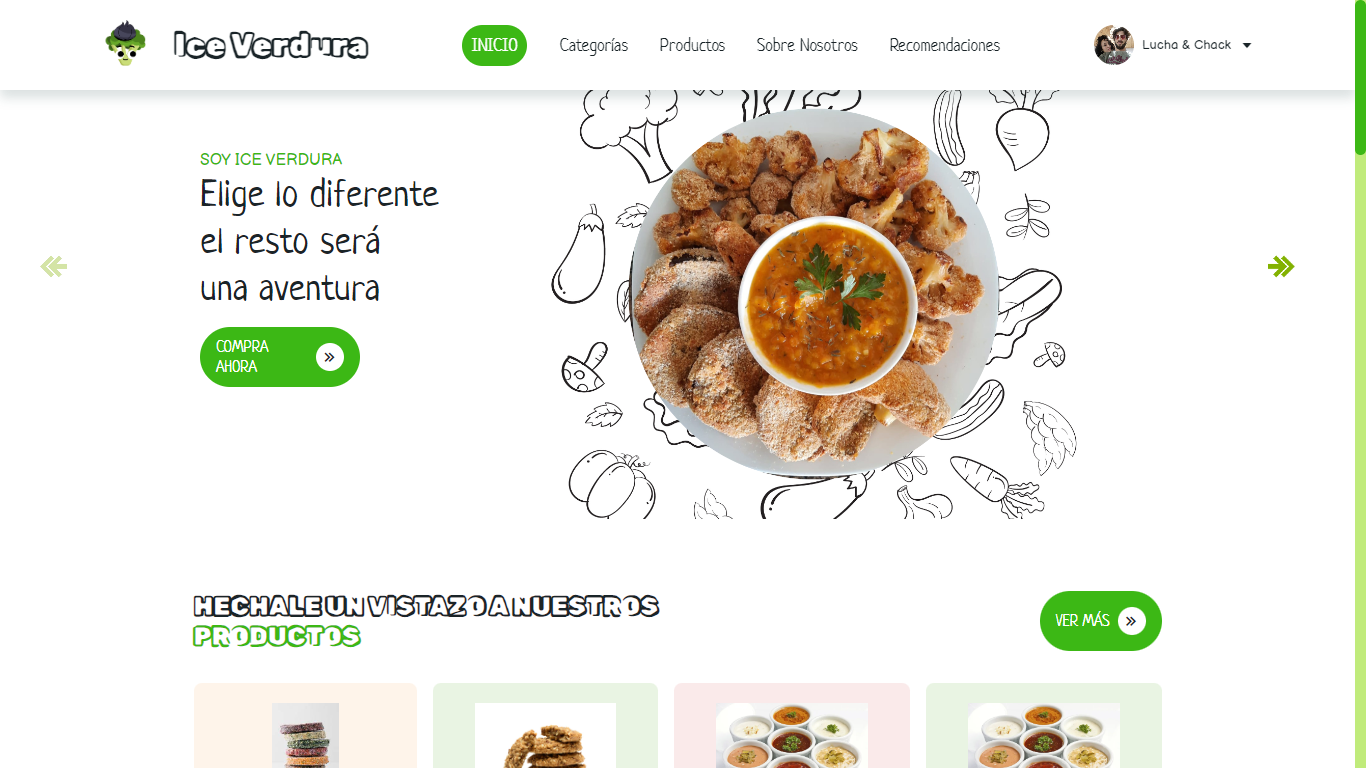 Ice Verdura
INICIO
Categorías
Productos
Sobre Nosotros
Recomendaciones
Lucha & Chack
SOY ICE VERDURA
Elige lo diferente
el resto será
una aventura
COMPRA
AHORA
HECHALE UN VISTAZO A NUESTROS
PRODUCTOS
VER MÁS